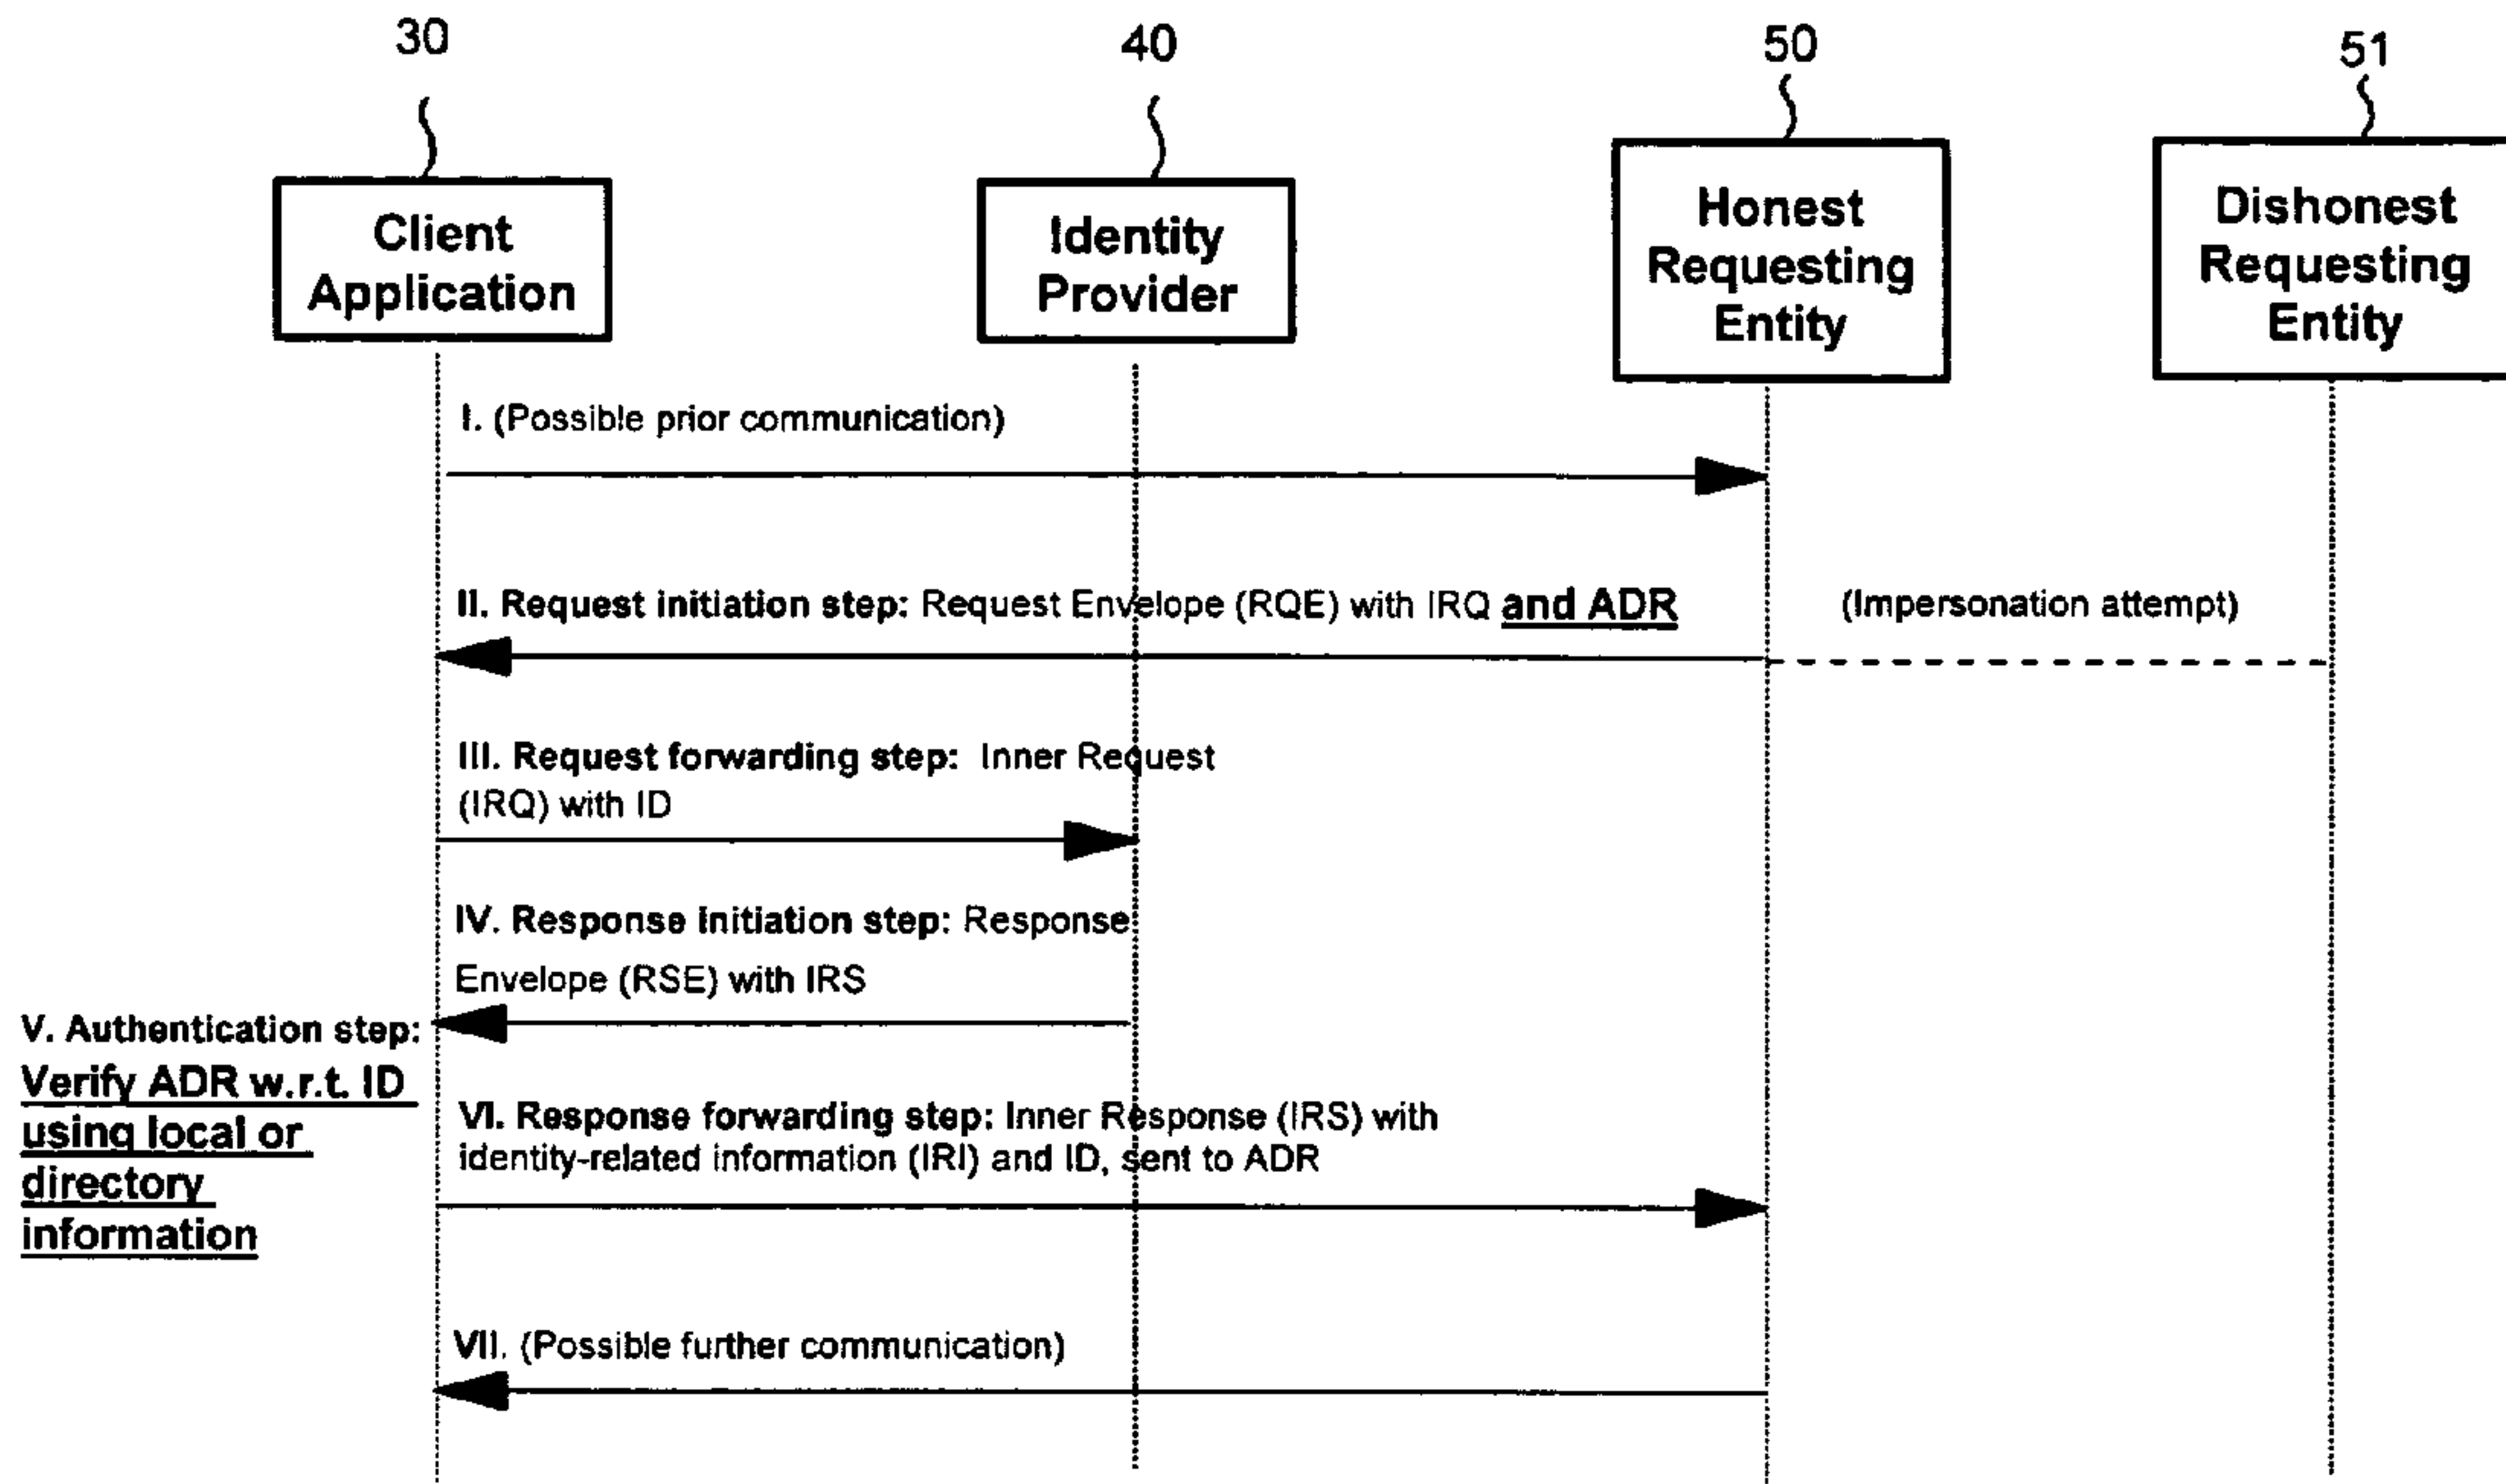 30
40
50
51
Client
Application
Identity
Provider
Honest
Requesting
Entity
Dishonest
Requesting
Entity
I. (Possible prior communication)
II. Request initiation step: Request Envelope (RQE) with IRQ and ADR
(Impersonation attempt)
III. Request forwarding step: Inner Request
(IRQ) with ID
IV. Response initiation step: Response
Envelope (RSE) with IRS
V. Authentication step:
Verify ADR w.r.t. ID
using local or
directory
information
VI. Response forwarding step: Inner Response (IRS) with
identity-related information (IRI) and ID, sent to ADR
VII. (Possible further communication)